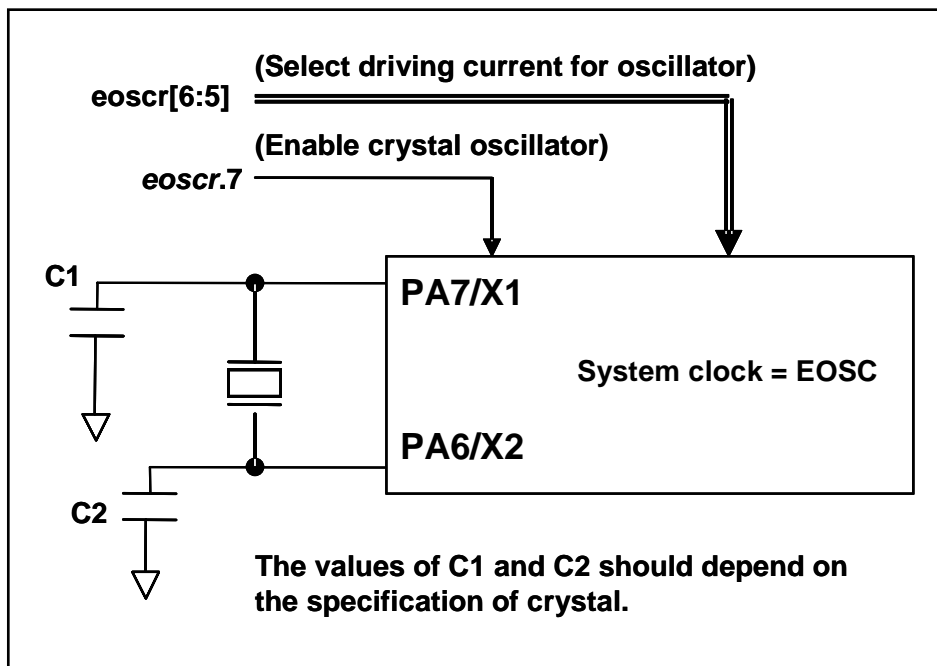 (Select driving current for oscillator)
eoscr[6:5]
(Enable crystal oscillator)
eoscr.7
C1
PA7/X1
System clock = EOSC
PA6/X2
C2
The values of C1 and C2 should depend on
the specification of crystal.